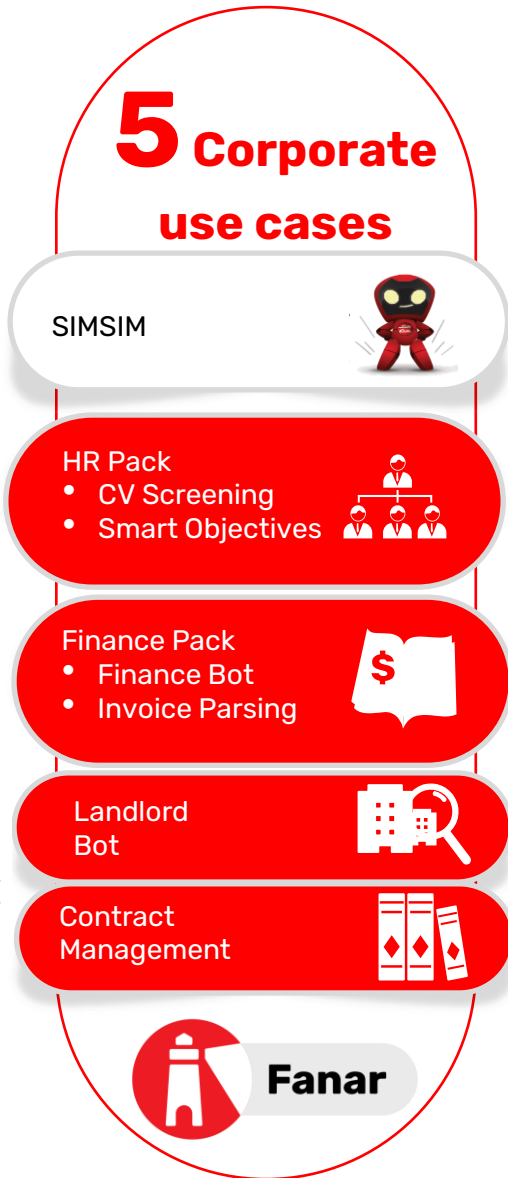 5 Corporate
use cases
SIMSIM
HR Pack
• CV Screening
• Smart Objectives
Finance Pack
• Finance Bot
• Invoice Parsing
$
Landlord
Bot
Contract
Management
Fanar